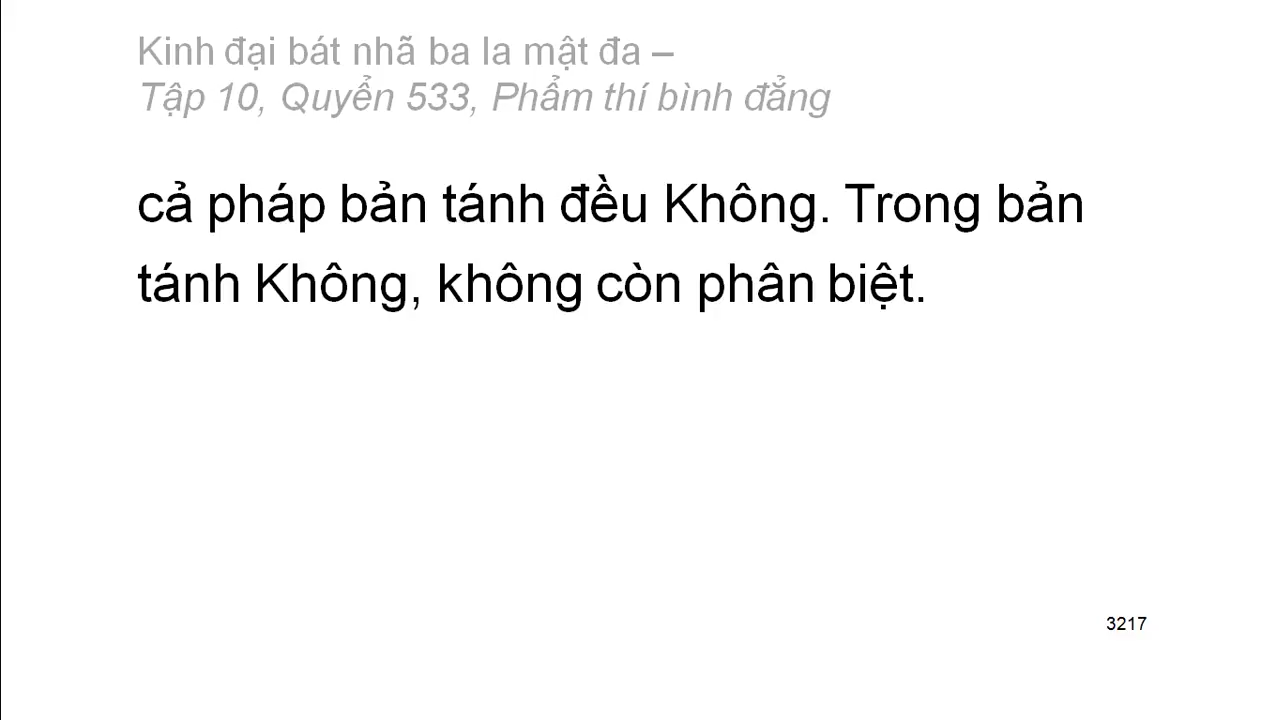 Kinh đại bát nhã ba la mật đa –
Tập 10, Quyển 533, Phẩm thí bình đẳng
cả pháp bản tánh đều Không. Trong bản
tánh Không, không còn phân biệt.
3217